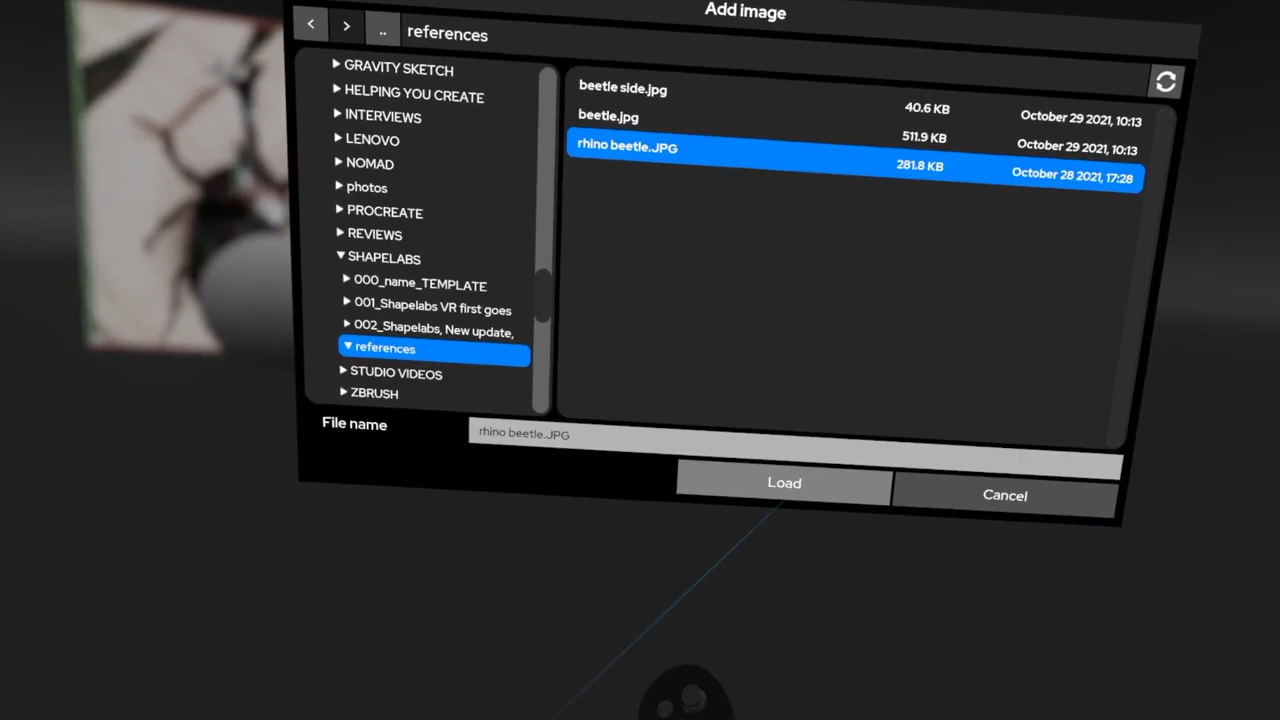 Add image
< > .. references
GRAVITY SKETCH
HELPING YOU CREATE
INTERVIEWS
LENOVO
NOMAD
photos
PROCREATE
REVIEWS
SHAPELABS
000_name_TEMPLATE
001_Shapelabs VR first goes
002_Shapelabs, New update,
references
STUDIO VIDEOS
ZBRUSH
beetle side.jpg 40.6 KB October 29 2021, 10:13
beetle.jpg 511.9 KB October 29 2021, 10:13
rhino beetle.JPG 281.8 KB October 28 2021, 17:28
File name rhino beetle.JPG
Load Cancel